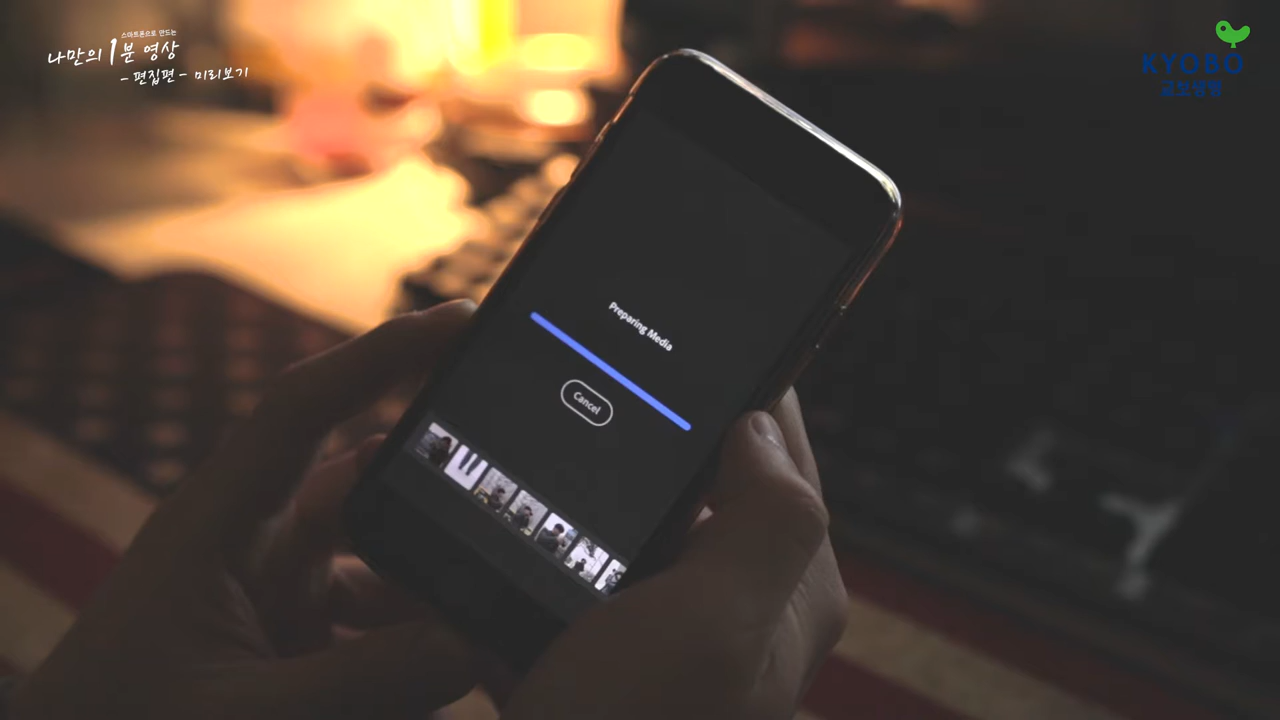 스마트폰으로 만드는
나만의 1분 영상
- 편집편 - 미리보기
KYOBO
교보생명
Preparing Media
Cancel